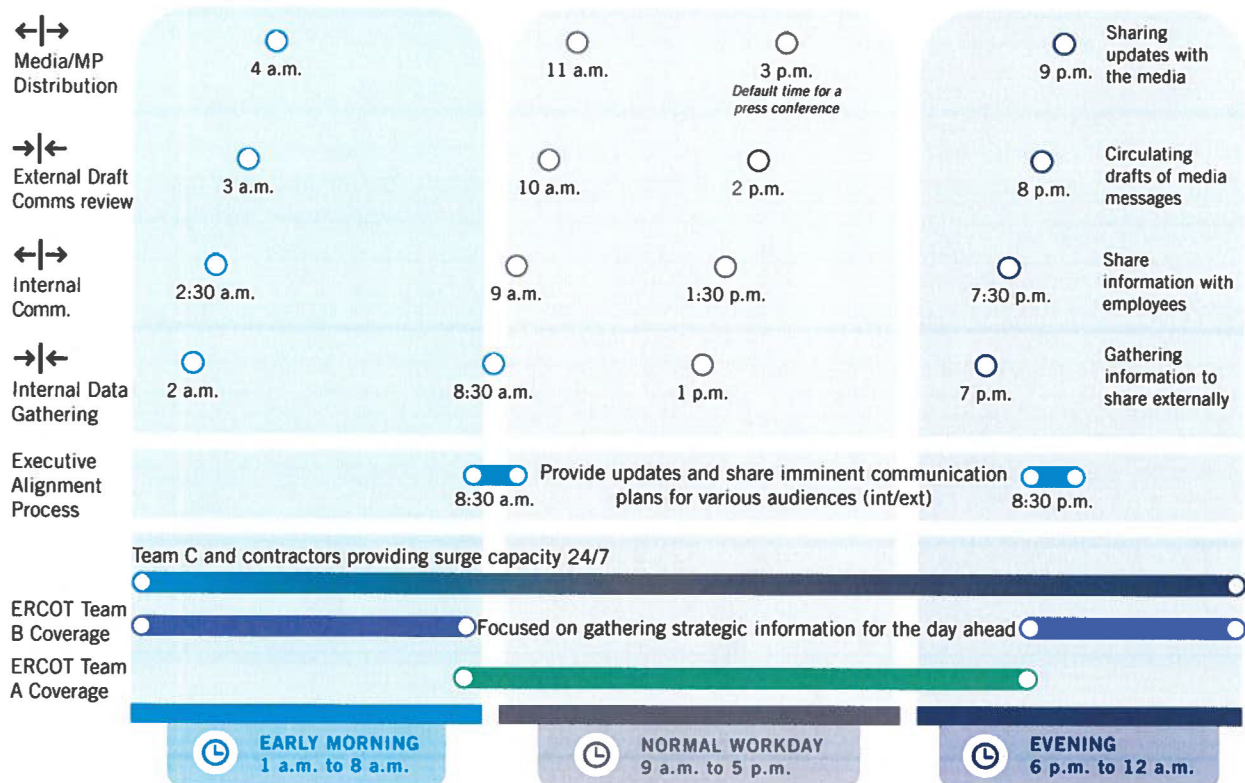 Media/MP
Distribution
4 a.m.
11 a.m.
3 p.m.
Default time for a
press conference
9 p.m.
Sharing
updates with
the media
External Draft
Comms review
3 a.m.
10 a.m.
2 p.m.
8 p.m.
Circulating
drafts of media
messages
Internal
Comm.
2:30 a.m.
9 a.m.
1:30 p.m.
7:30 p.m.
Share
information with
employees
Internal Data
Gathering
2 a.m.
8:30 a.m.
1 p.m.
7 p.m.
Gathering
information to
share externally
Executive
Alignment
Process
8:30 a.m.
Provide updates and share imminent communication
plans for various audiences (int/ext)
8:30 p.m.
Team C and contractors providing surge capacity 24/7
ERCOT Team
B Coverage
Focused on gathering strategic information for the day ahead
ERCOT Team
A Coverage
EARLY MORNING
1 a.m. to 8 a.m.
NORMAL WORKDAY
9 a.m. to 5 p.m.
EVENING
6 p.m. to 12 a.m.